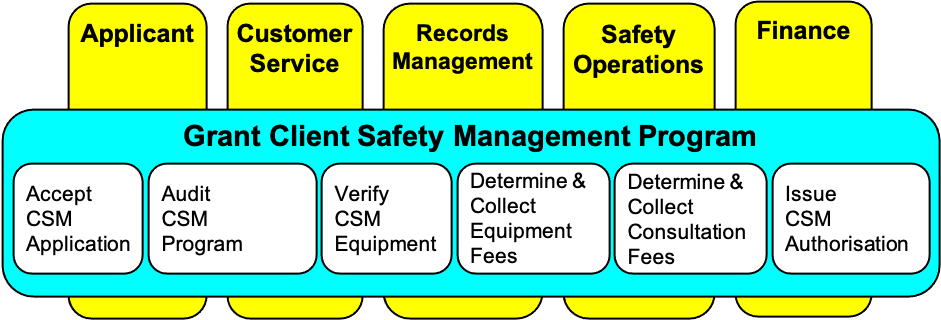 Applicant
Customer
Service
Records
Management
Safety
Operations
Finance
Grant Client Safety Management Program
Accept
CSM
Application
Audit
CSM
Program
Verify
CSM
Equipment
Determine &
Collect
Equipment
Fees
Determine &
Collect
Consultation
Fees
Issue
CSM
Authorisation